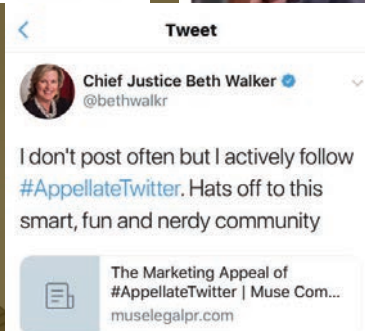 Tweet
Chief Justice Beth Walker
@bethwalkr
I don't post often but I actively follow
#AppellateTwitter. Hats off to this
smart, fun and nerdy community
The Marketing Appeal of
#AppellateTwitter | Muse Com...
muselegalpr.com